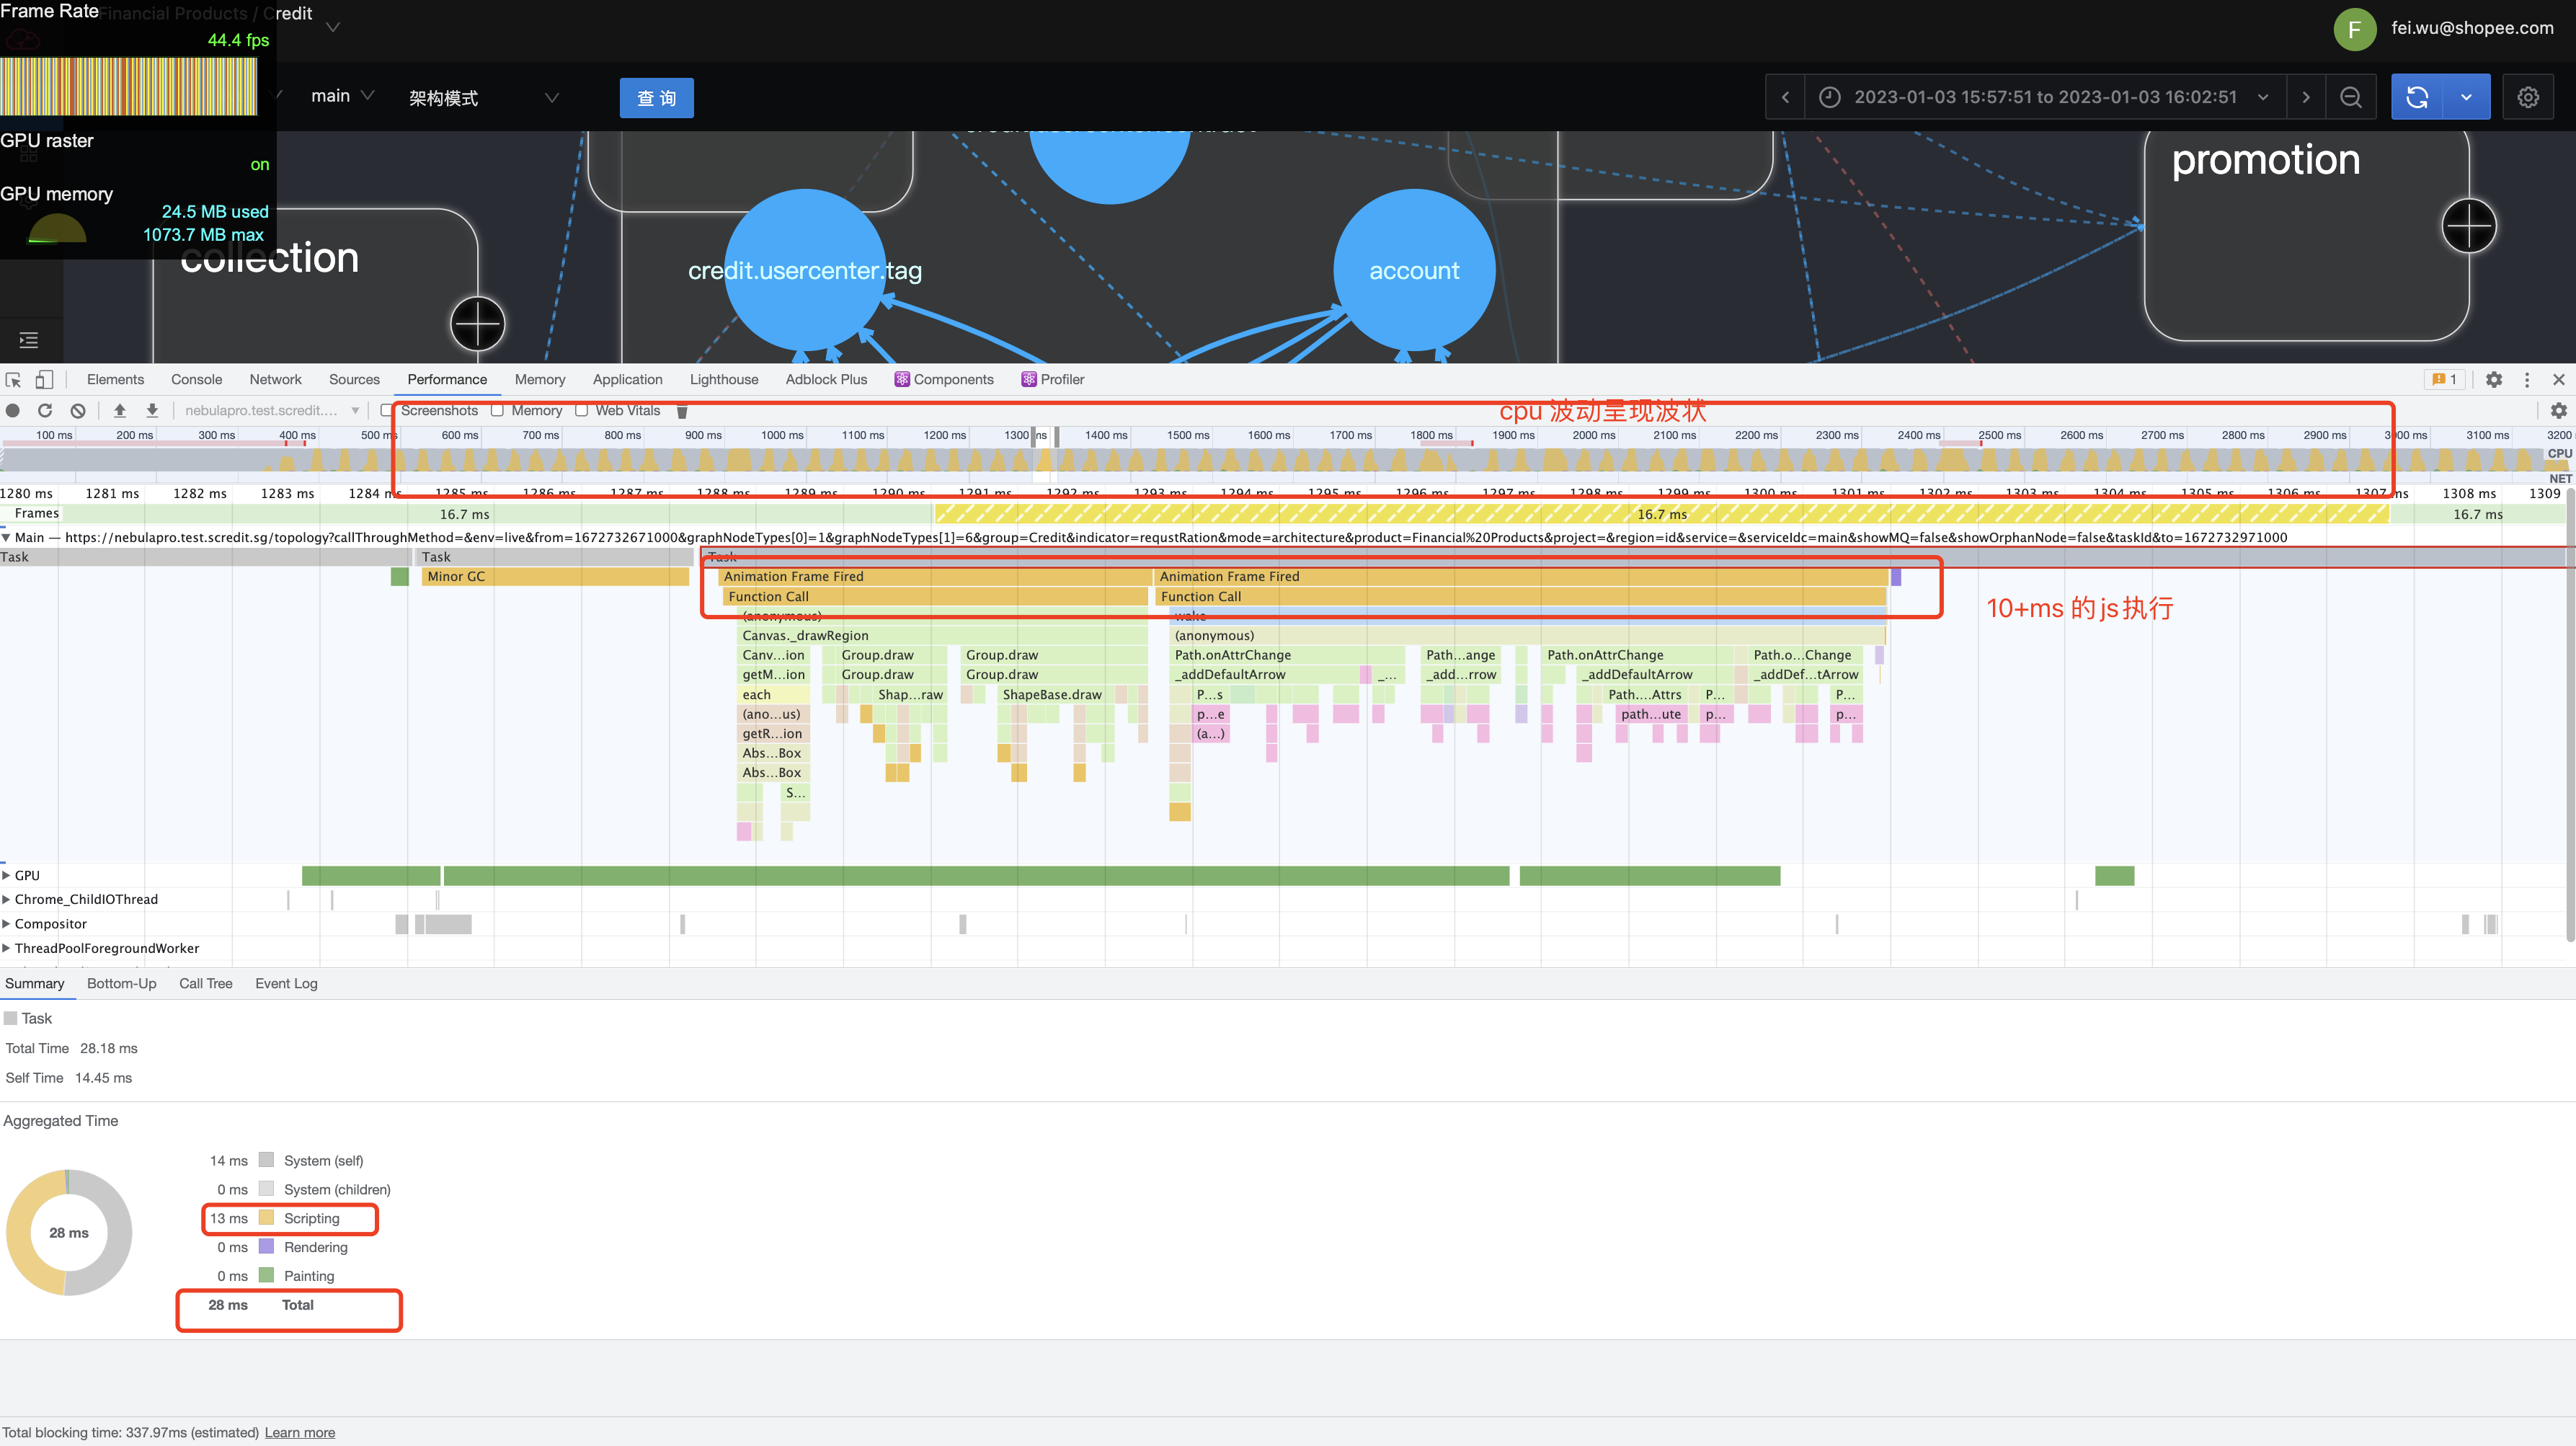 Frame Rate
Financial Products / Credit
44.4 fps
F
fei.wu@shopee.com
main
架构模式
查 询
2023-01-03 15:57:51 to 2023-01-03 16:02:51
GPU raster
on
GPU memory
24.5 MB used
1073.7 MB max
collection
credit.usercenter.tag
account
promotion
Elements
Console
Network
Sources
Performance
Memory
Application
Lighthouse
Adblock Plus
Components
Profiler
1
nebulapro.test.scredit....
Screenshots
Memory
Web Vitals
cpu 波动呈现波状
100 ms
200 ms
300 ms
400 ms
500 ms
600 ms
700 ms
800 ms
900 ms
1000 ms
1100 ms
1200 ms
1300 ms
1400 ms
1500 ms
1600 ms
1700 ms
1800 ms
1900 ms
2000 ms
2100 ms
2200 ms
2300 ms
2400 ms
2500 ms
2600 ms
2700 ms
2800 ms
2900 ms
3000 ms
3100 ms
3200
CPU
NET
1280 ms
1281 ms
1282 ms
1283 ms
1284 ms
1285 ms
1286 ms
1287 ms
1288 ms
1289 ms
1290 ms
1291 ms
1292 ms
1293 ms
1294 ms
1295 ms
1296 ms
1297 ms
1298 ms
1299 ms
1300 ms
1301 ms
1302 ms
1303 ms
1304 ms
1305 ms
1306 ms
1307 ms
1308 ms
1309
Frames
16.7 ms
16.7 ms
16.7 ms
Main — https://nebulapro.test.scredit.sg/topology?callThroughMethod=&env=live&from=1672732671000&graphNodeTypes[0]=1&graphNodeTypes[1]=6&group=Credit&indicator=requstRation&mode=architecture&product=Financial%20Products&project=&region=id&service=&serviceIdc=main&showMQ=false&showOrphanNode=false&taskId&to=1672732971000
Task
Task
Task
Minor GC
Animation Frame Fired
Animation Frame Fired
Function Call
Function Call
10+ms 的js执行
(anonymous)
wake
Canvas._drawRegion
(anonymous)
Canv...ion
Group.draw
Group.draw
Path.onAttrChange
Path...ange
Path.onAttrChange
Path.o...Change
getM...ion
Group.draw
Group.draw
_addDefaultArrow
_...
_add...rrow
_addDefaultArrow
_addDef...tArrow
each
Shap...raw
ShapeBase.draw
P...s
Path....Attrs
P...
P...
(ano...us)
p...e
path...ute
p...
p...
getR...ion
(a...)
Abs...Box
Abs...Box
S...
GPU
Chrome_ChildIOThread
Compositor
ThreadPoolForegroundWorker
Summary
Bottom-Up
Call Tree
Event Log
Task
Total Time 28.18 ms
Self Time 14.45 ms
Aggregated Time
28 ms
14 ms System (self)
0 ms System (children)
13 ms Scripting
0 ms Rendering
0 ms Painting
28 ms Total
Total blocking time: 337.97ms (estimated) Learn more